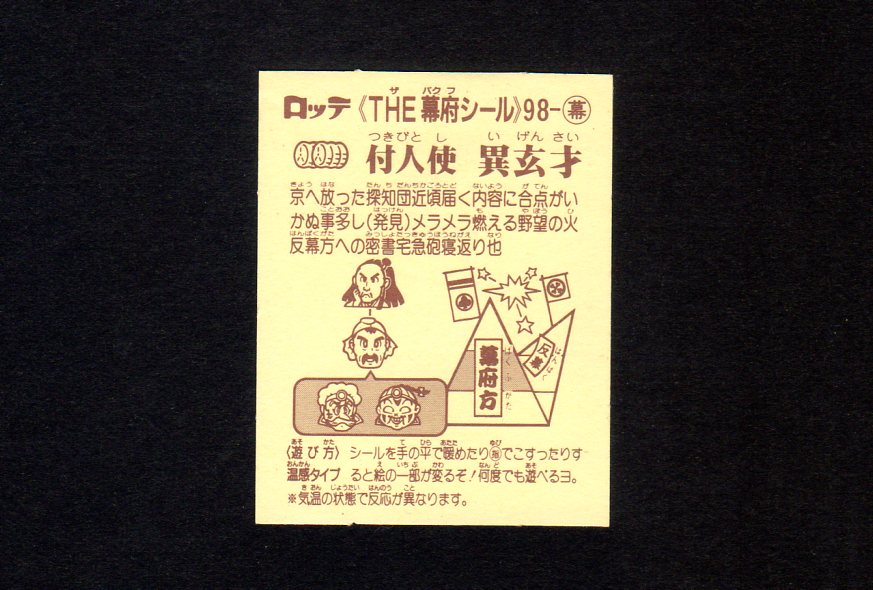 ロッテ《THE幕府シール》98-幕
付人使 異玄才
京へ放った探知団近頃届く内容に合点がい
かぬ事多し(発見)メラメラ燃える野望の火
反幕方への密書宅急砲寝返り也
幕府方
反幕
〈遊び方〉 シールを手の平で暖めたり指でこすったりす
温感タイプ ると絵の一部が変るぞ!何度でも遊べるヨ。
※気温の状態で反応が異なります。